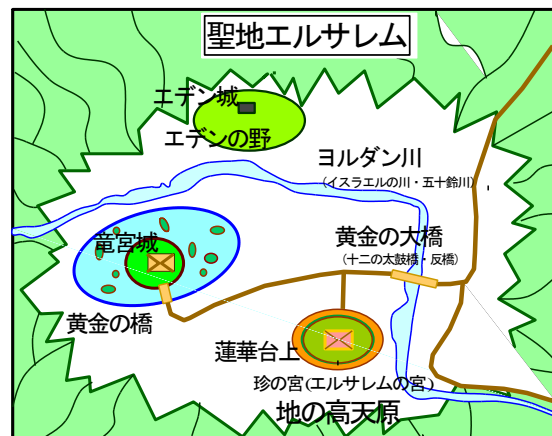 聖地エルサレム
エデン城
エデンの野
ヨルダン川
（イスラエルの川・五十鈴川）
竜宮城
黄金の大橋
（十二の太鼓橋・反橋）
黄金の橋
蓮華台上
珍の宮(エルサレムの宮)
地の高天原